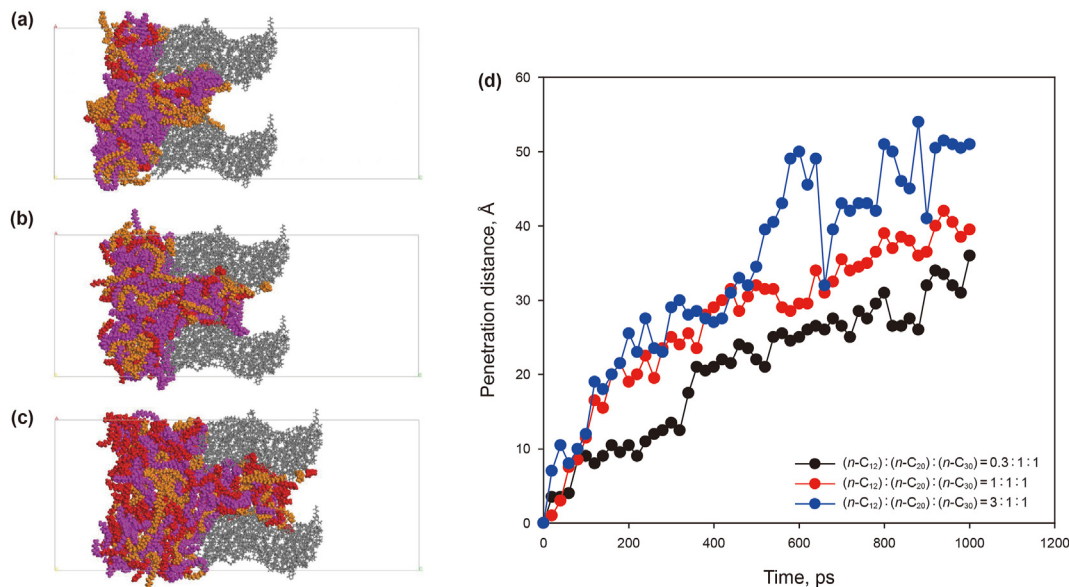 (a)
(b)
(c)
(d)
Penetration distance, Å
60
50
40
30
20
10
0
(n-C₁₂) : (n-C₂₀) : (n-C₃₀) = 0.3 : 1 : 1
(n-C₁₂) : (n-C₂₀) : (n-C₃₀) = 1 : 1 : 1
(n-C₁₂) : (n-C₂₀) : (n-C₃₀) = 3 : 1 : 1
0 200 400 600 800 1000 1200
Time, ps